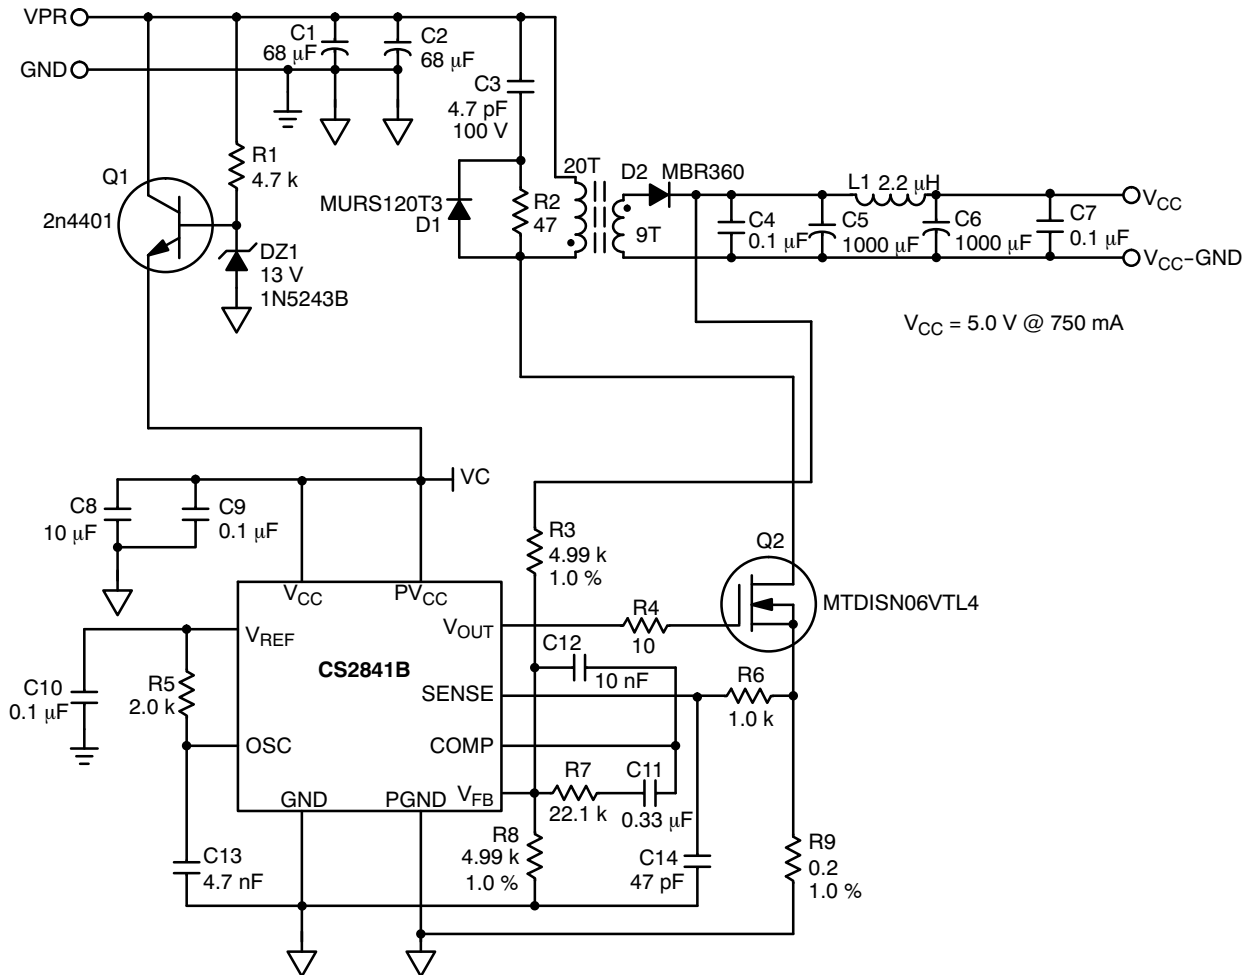 VPR
GND
C1
68 μF
C2
68 μF
C3
4.7 pF
100 V
R1
4.7 k
Q1
2n4401
DZ1
13 V
1N5243B
MURS120T3
D1
R2
47
20T
9T
D2 MBR360
C4
0.1 μF
C5
1000 μF
L1 2.2 μH
C6
1000 μF
C7
0.1 μF
VCC
VCC-GND
VCC = 5.0 V @ 750 mA
VC
C8
10 μF
C9
0.1 μF
R3
4.99 k
1.0 %
Q2
MTDISN06VTL4
VCC
PVCC
VREF
VOUT
CS2841B
SENSE
OSC
COMP
GND
PGND
VFB
R4
10
C12
10 nF
R6
1.0 k
C10
0.1 μF
R5
2.0 k
R7
22.1 k
C11
0.33 μF
C13
4.7 nF
R8
4.99 k
1.0 %
C14
47 pF
R9
0.2
1.0 %